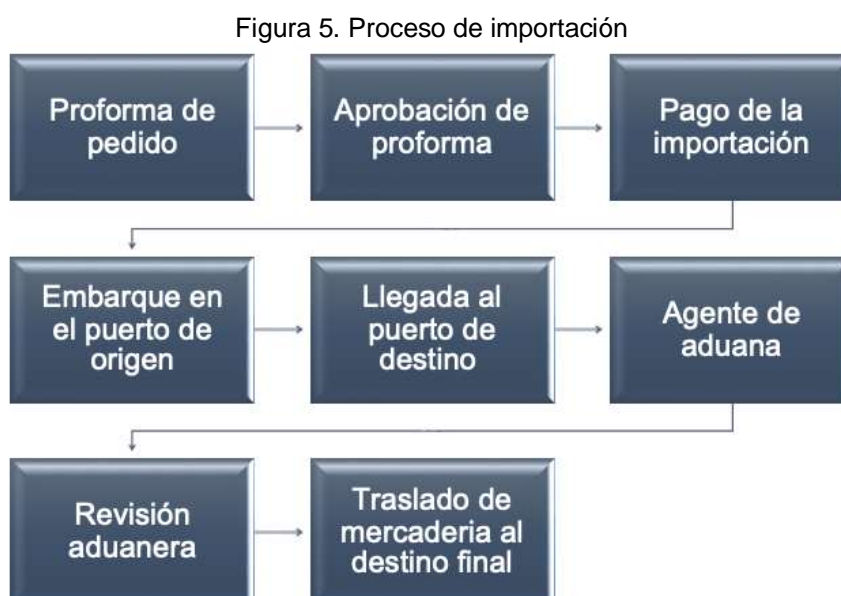 Figura 5. Proceso de importación
Proforma de
pedido
Aprobación de
proforma
Pago de la
importación
Embarque en
el puerto de
origen
Llegada al
puerto de
destino
Agente de
aduana
Revisión
aduanera
Traslado de
mercaderia al
destino final